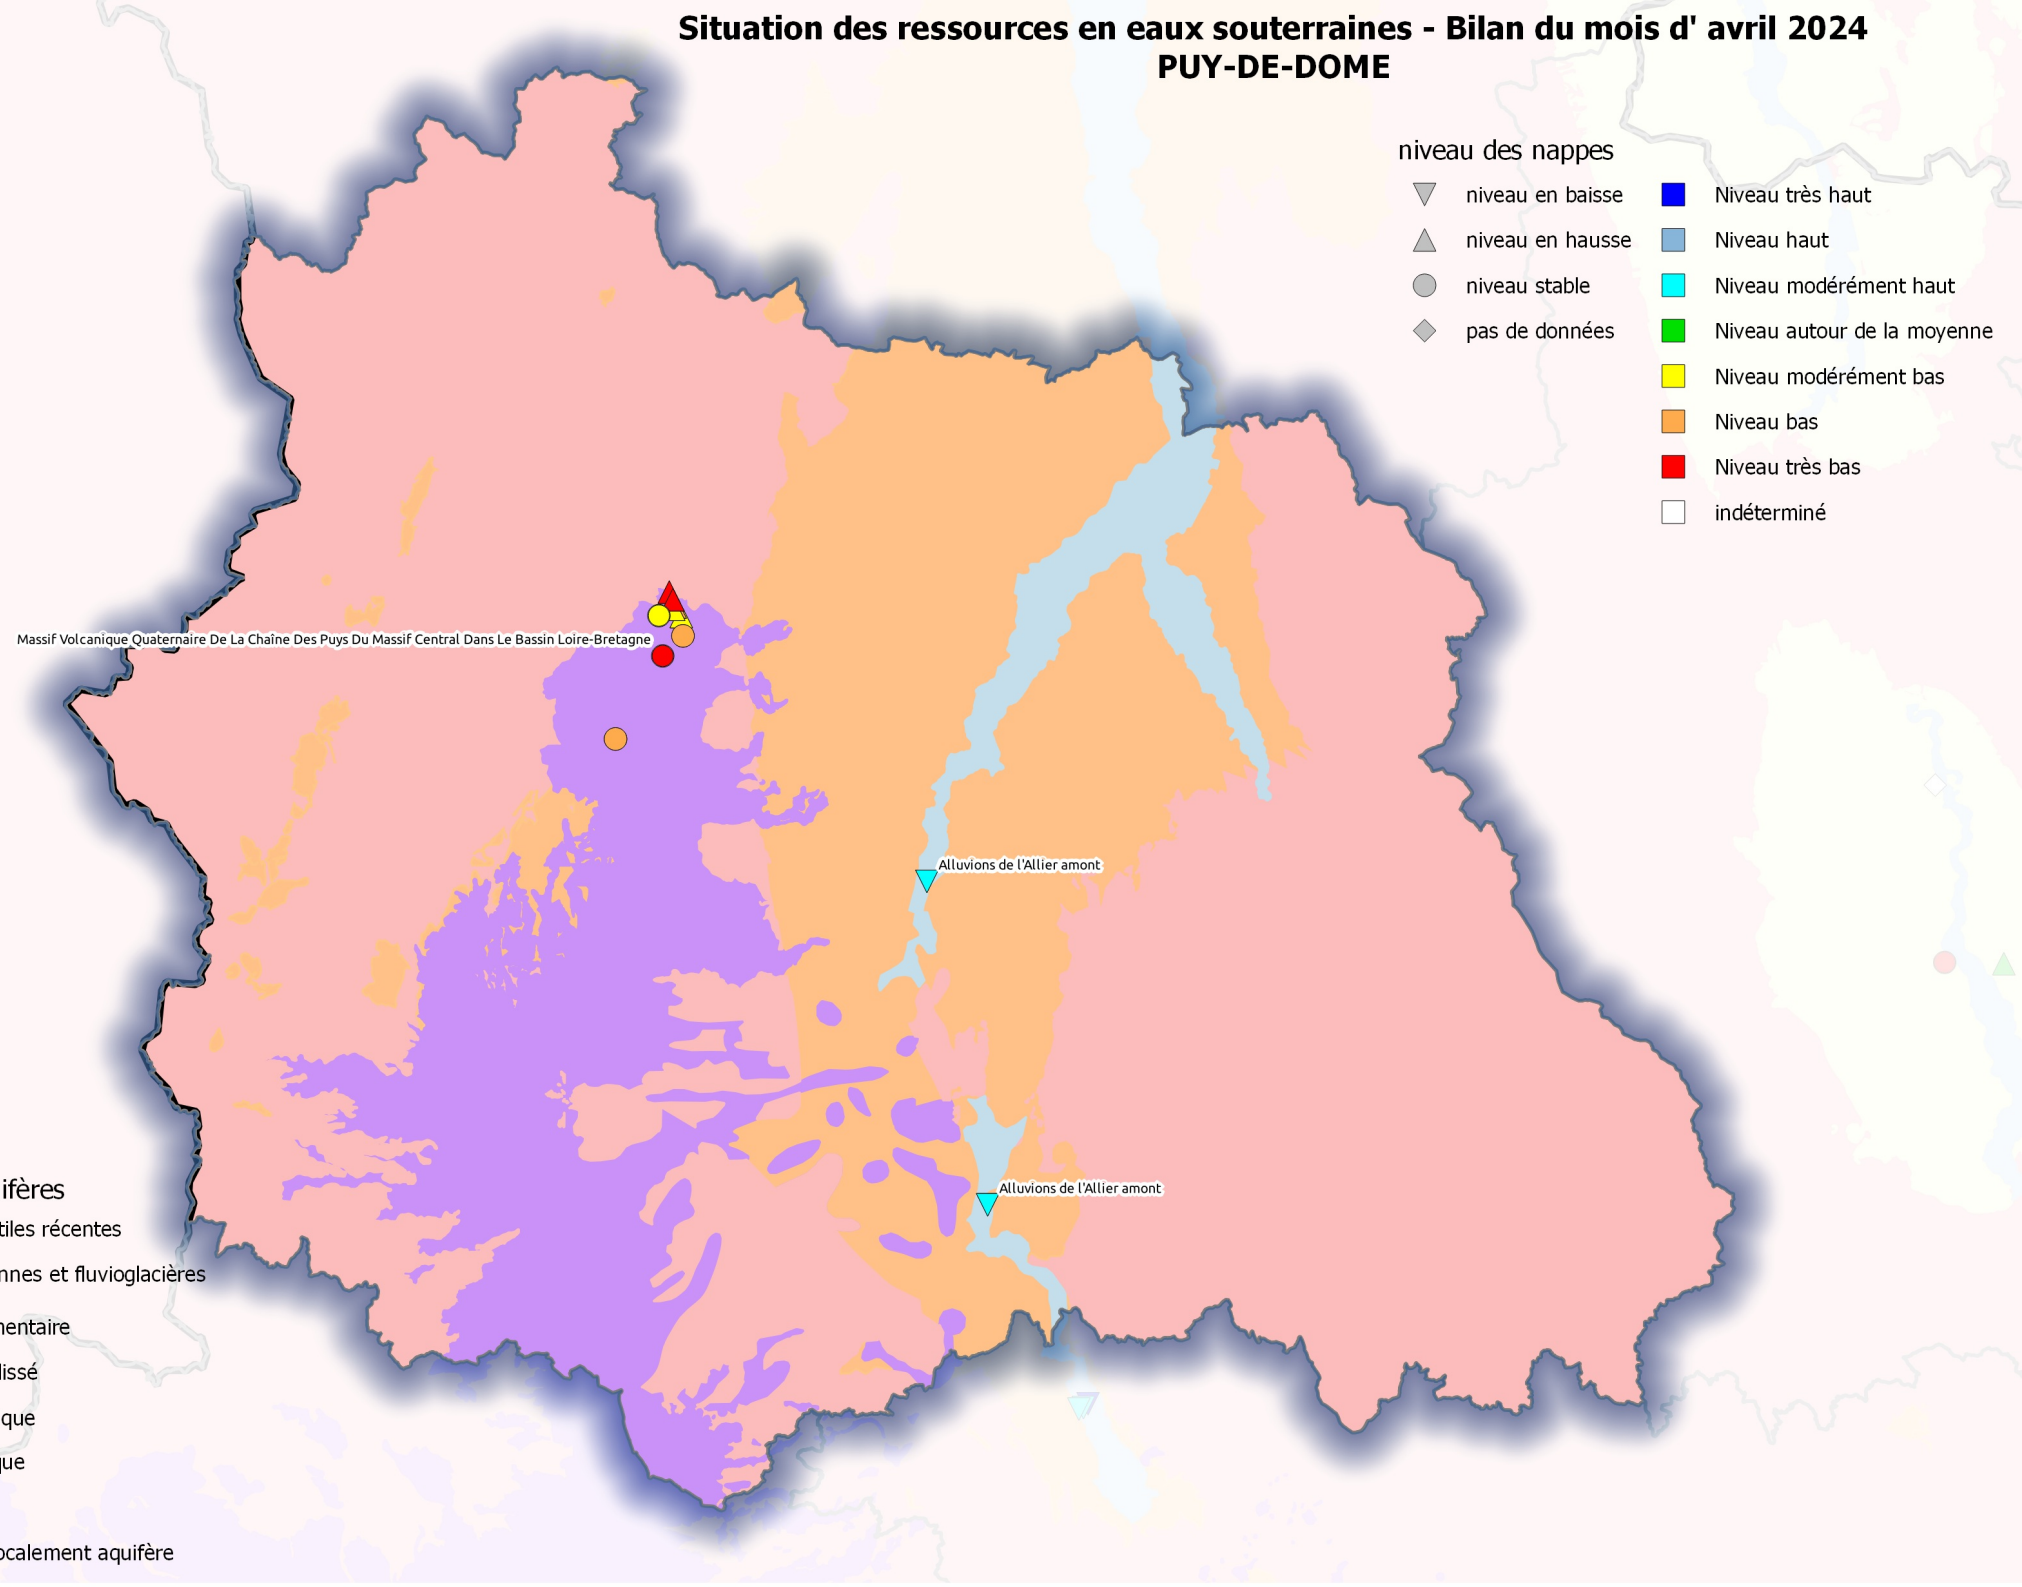 Situation des ressources en eaux souterraines - Bilan du mois d' avril 2024
PUY-DE-DOME
niveau des nappes
niveau en baisse
niveau en hausse
niveau stable
pas de données
Niveau très haut
Niveau haut
Niveau modérément haut
Niveau autour de la moyenne
Niveau modérément bas
Niveau bas
Niveau très bas
indéterminé
Massif Volcanique Quaternaire De La Chaîne Des Puys Du Massif Central Dans Le Bassin Loire-Bretagne
Alluvions de l'Allier amont
Alluvions de l'Allier amont
ifères
tiles récentes
nnes et fluvioglacières
nentaire
lissé
que
que
ocalement aquifère